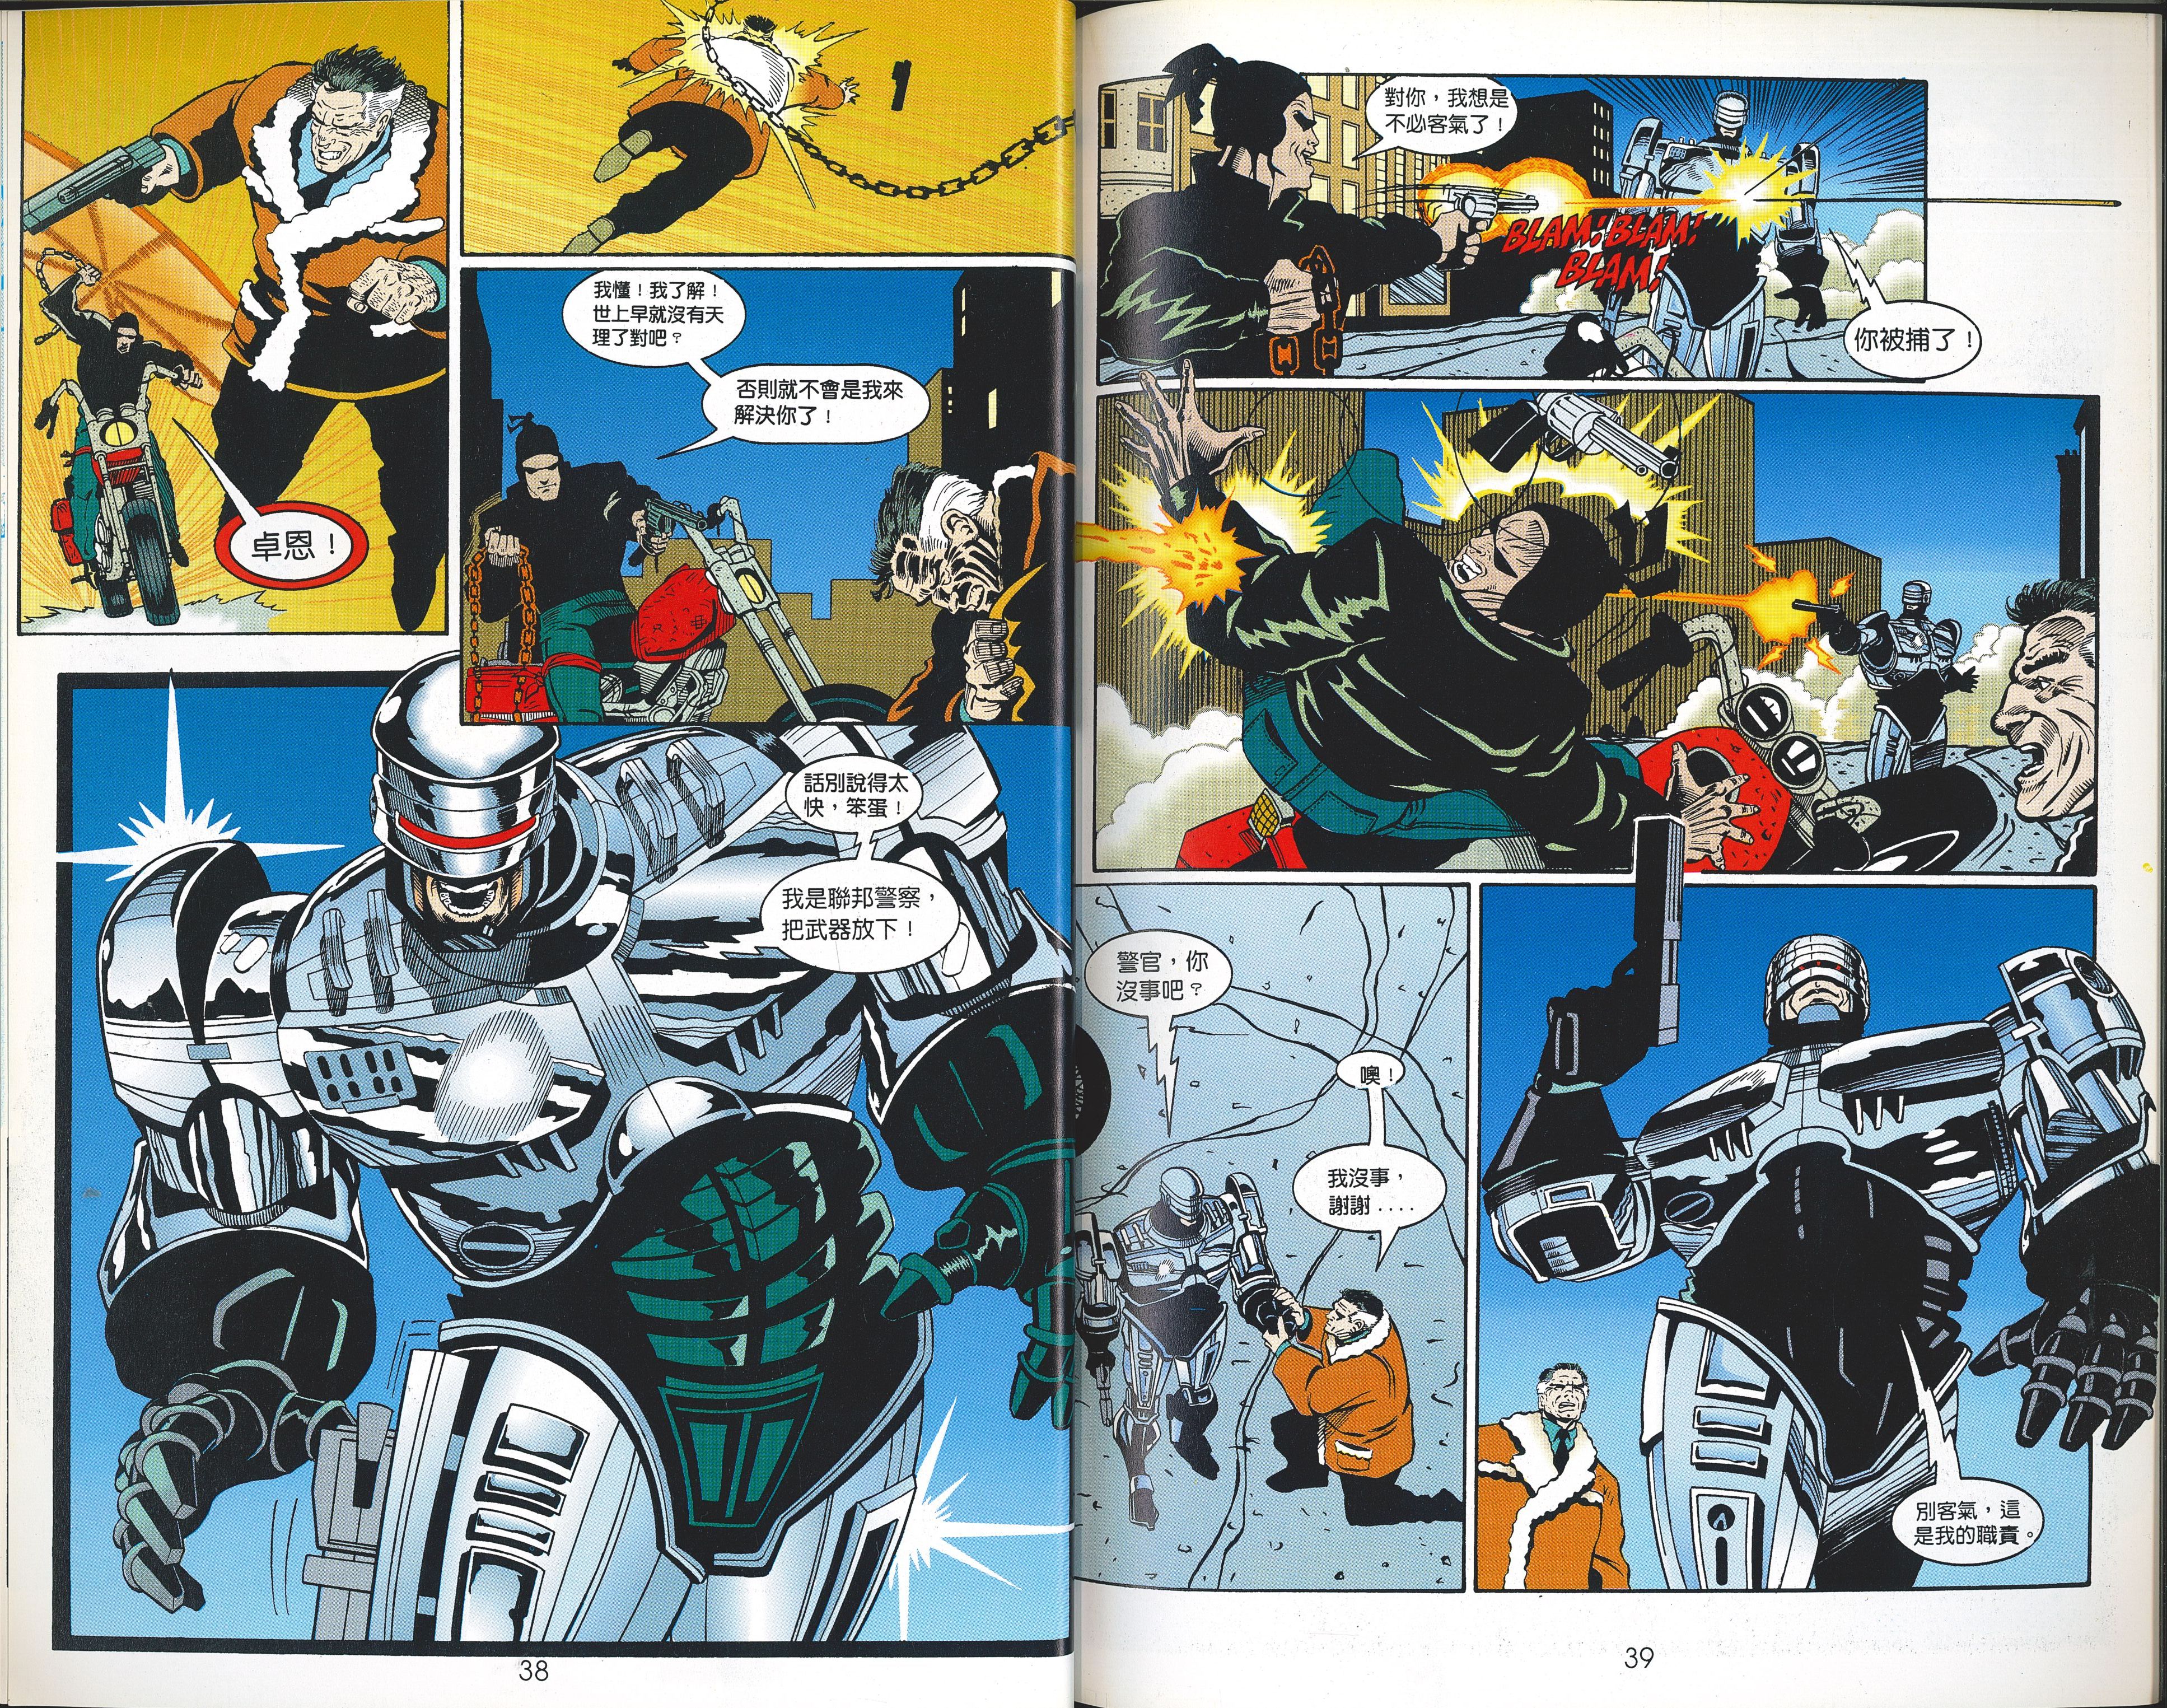 卓恩！
我懂！我了解！
世上早就沒有天
理了對吧？
否則就不會是我來
解決你了！
話別說得太
快，笨蛋！
我是聯邦警察，
把武器放下！
38
對你，我想是
不必客氣了！
BLAM! BLAM!
BLAM!
你被捕了！
警官，你
沒事吧？
噢！
我沒事，
謝謝....
別客氣，這
是我的職責。
39